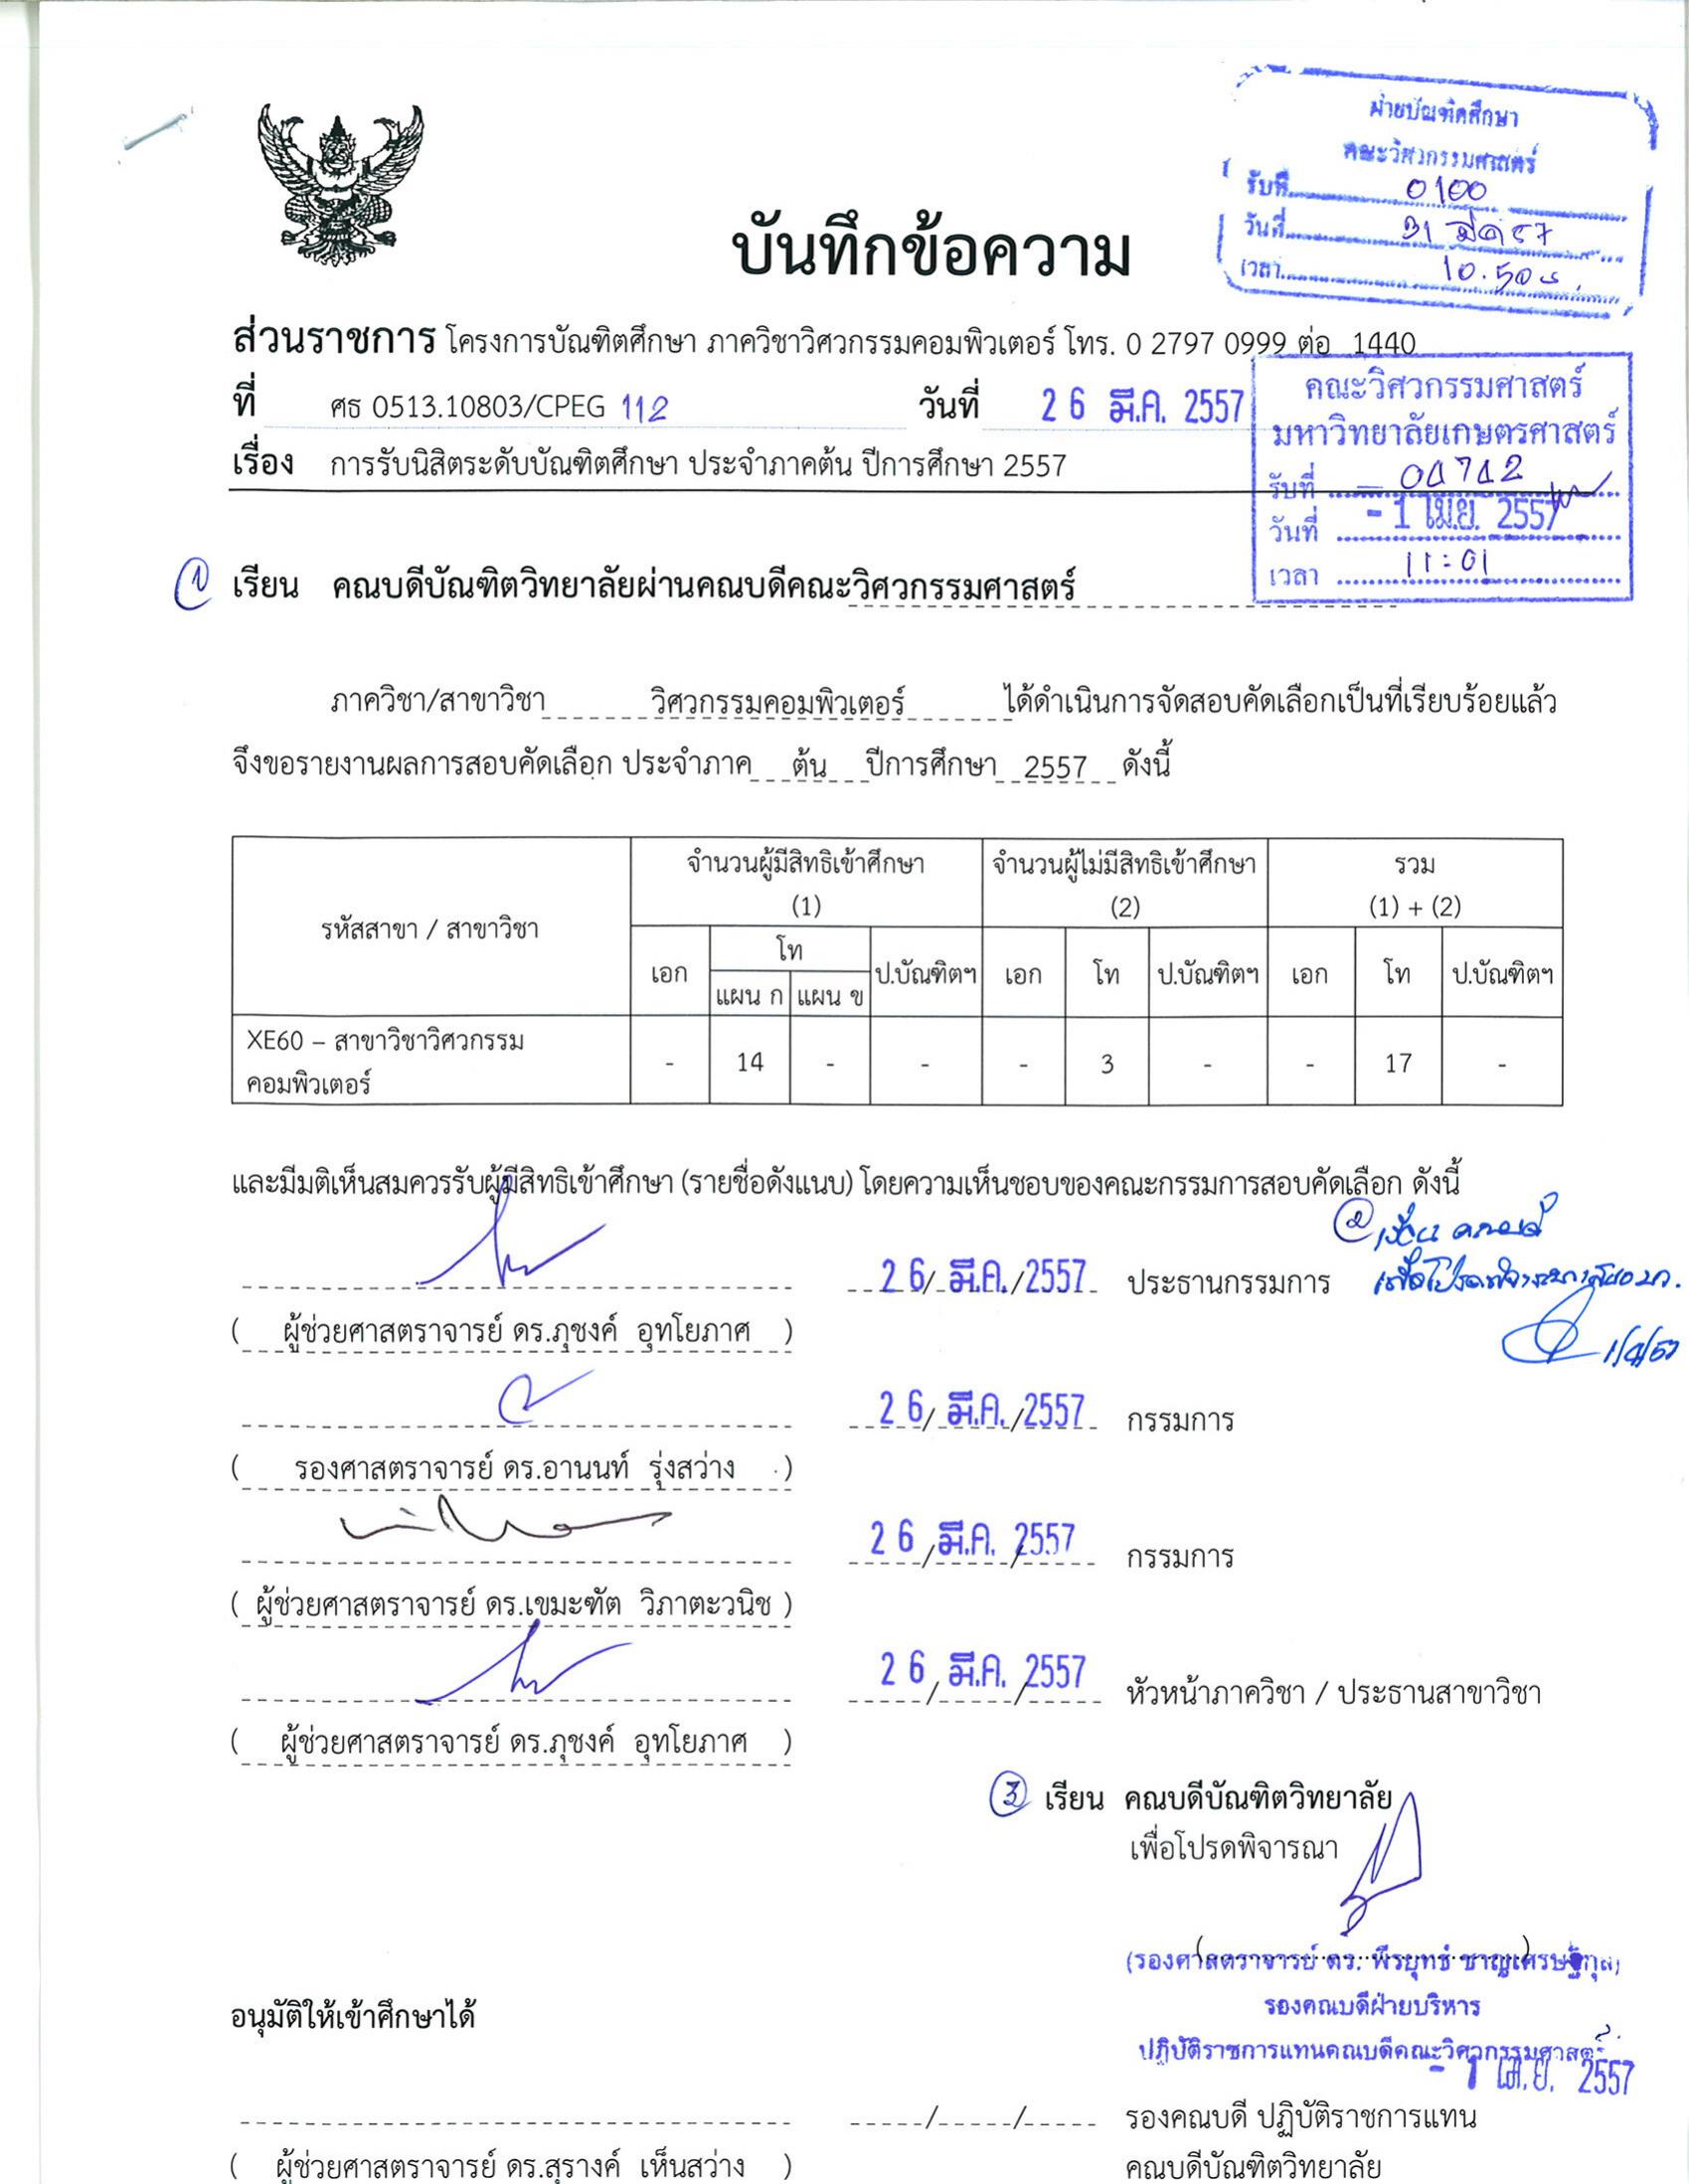 ฝ่ายบัณฑิตศึกษา
คณะวิศวกรรมศาสตร์
รับที่ 0100
วันที่ 31 มีค 57
เวลา 10.50 น.
บันทึกข้อความ
ส่วนราชการ โครงการบัณฑิตศึกษา ภาควิชาวิศวกรรมคอมพิวเตอร์ โทร. 0 2797 0999 ต่อ 1440
ที่ ศธ 0513.10803/CPEG 112 วันที่ 26 มี.ค. 2557
เรื่อง การรับนิสิตระดับบัณฑิตศึกษา ประจำภาคต้น ปีการศึกษา 2557
คณะวิศวกรรมศาสตร์
มหาวิทยาลัยเกษตรศาสตร์
รับที่ 04742
วันที่ - 1 เม.ย. 2557
เวลา 11:01
1 เรียน คณบดีบัณฑิตวิทยาลัยผ่านคณบดีคณะวิศวกรรมศาสตร์
ภาควิชา/สาขาวิชา วิศวกรรมคอมพิวเตอร์ ได้ดำเนินการจัดสอบคัดเลือกเป็นที่เรียบร้อยแล้ว
จึงขอรายงานผลการสอบคัดเลือก ประจำภาค ต้น ปีการศึกษา 2557 ดังนี้
รหัสสาขา / สาขาวิชา
จำนวนผู้มีสิทธิเข้าศึกษา (1)
จำนวนผู้ไม่มีสิทธิเข้าศึกษา (2)
รวม (1) + (2)
เอก โท ป.บัณฑิตฯ เอก โท ป.บัณฑิตฯ เอก โท ป.บัณฑิตฯ
แผน ก แผน ข
XE60 – สาขาวิชาวิศวกรรม
คอมพิวเตอร์
- 14 - - - 3 - - 17 -
และมีมติเห็นสมควรรับผู้มีสิทธิเข้าศึกษา (รายชื่อดังแนบ) โดยความเห็นชอบของคณะกรรมการสอบคัดเลือก ดังนี้
2 เรียน คณบดี
26/ มี.ค./2557 ประธานกรรมการ
1/4/57
( ผู้ช่วยศาสตราจารย์ ดร.ภุชงค์ อุทโยภาศ )
26/ มี.ค./2557 กรรมการ
( รองศาสตราจารย์ ดร.อานนท์ รุ่งสว่าง )
26/ มี.ค. /2557 กรรมการ
( ผู้ช่วยศาสตราจารย์ ดร.เขมะฑัต วิภาตะวนิช )
26/ มี.ค. /2557 หัวหน้าภาควิชา / ประธานสาขาวิชา
( ผู้ช่วยศาสตราจารย์ ดร.ภุชงค์ อุทโยภาศ )
3 เรียน คณบดีบัณฑิตวิทยาลัย
เพื่อโปรดพิจารณา
(รองศาสตราจารย์ ดร. พีรยุทธ์ ชาญเศรษฐิกุล)
รองคณบดีฝ่ายบริหาร
ปฏิบัติราชการแทนคณบดีคณะวิศวกรรมศาสตร์
- 1 เม.ย. 2557
อนุมัติให้เข้าศึกษาได้
-----/-----/----- รองคณบดี ปฏิบัติราชการแทน
( ผู้ช่วยศาสตราจารย์ ดร.สุรางค์ เห็นสว่าง ) คณบดีบัณฑิตวิทยาลัย